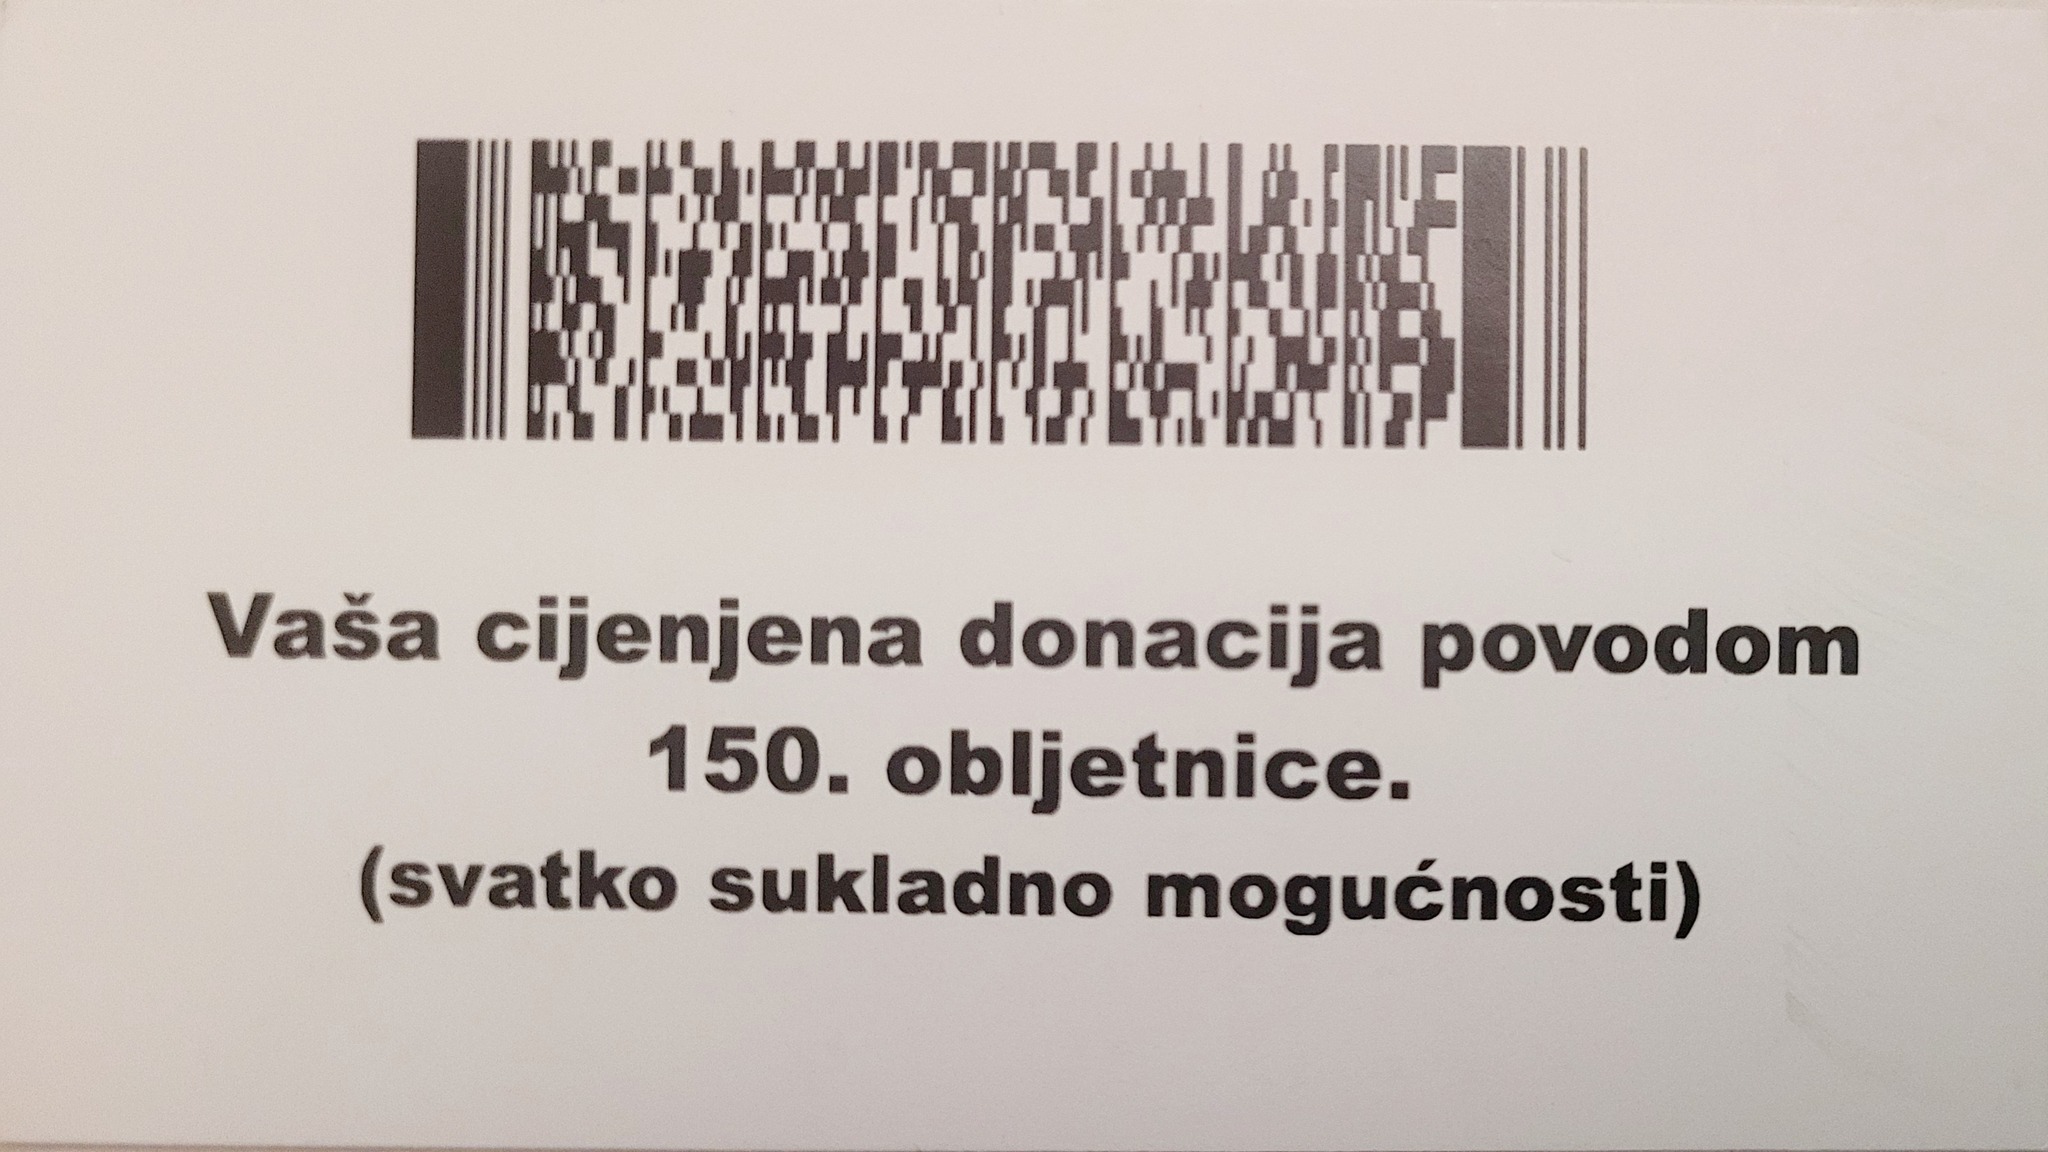 Vaša cijenjena donacija povodom
150. obljetnice.
(svatko sukladno mogućnosti)